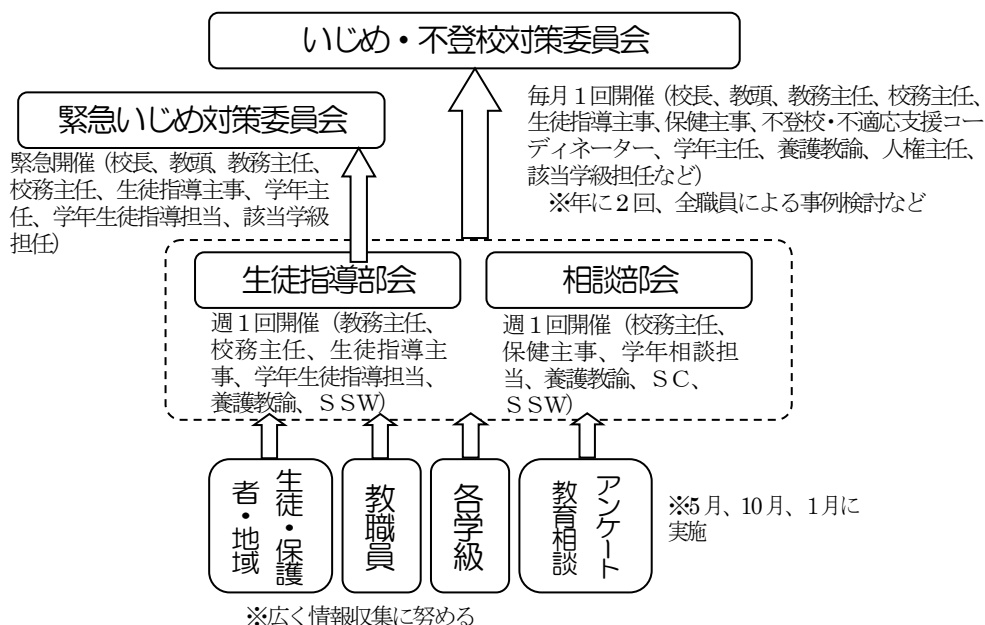 いじめ・不登校対策委員会
緊急いじめ対策委員会
緊急開催（校長、教頭、教務主任、
校務主任、生徒指導主事、学年主
任、学年生徒指導担当、該当学級
担任）
毎月１回開催（校長、教頭、教務主任、校務主任、
生徒指導主事、保健主事、不登校・不適応支援コー
ディネーター、学年主任、養護教諭、人権主任、
該当学級担任など）
※年に２回、全職員による事例検討など
生徒指導部会
週１回開催（教務主任、
校務主任、生徒指導主
事、学年生徒指導担当、
養護教諭、ＳＳＷ）
相談部会
週１回開催（校務主任、
保健主事、学年相談担
当、養護教諭、ＳＣ、
ＳＳＷ）
生徒・保護
者・地域
教職員
各学級
アンケート
教育相談
※5月、10月、１月に
実施
※広く情報収集に努める